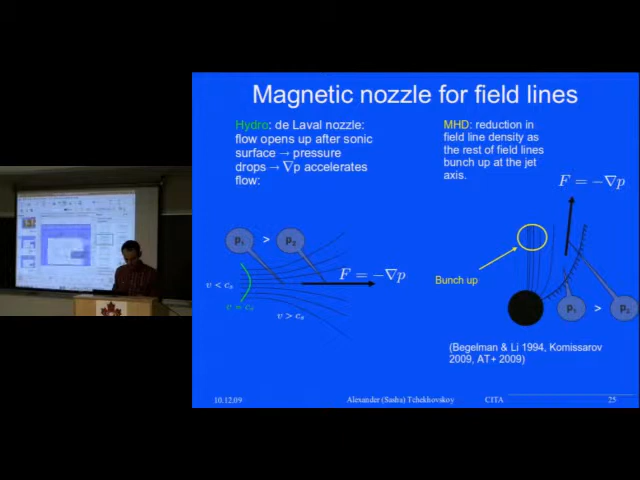 Magnetic nozzle for field lines
Hydro: de Laval nozzle:
flow opens up after sonic
surface → pressure
drops → ∇p accelerates
flow:
MHD: reduction in
field line density as
the rest of field lines
bunch up at the jet
axis.
F = −∇p
p₁ > p₂
F = −∇p
v < cₛ
v = cₛ
v > cₛ
Bunch up
p₁ > p₂
(Begelman & Li 1994, Komissarov
2009, AT+ 2009)
10.12.09 Alexander (Sasha) Tchekhovskoy CITA 25